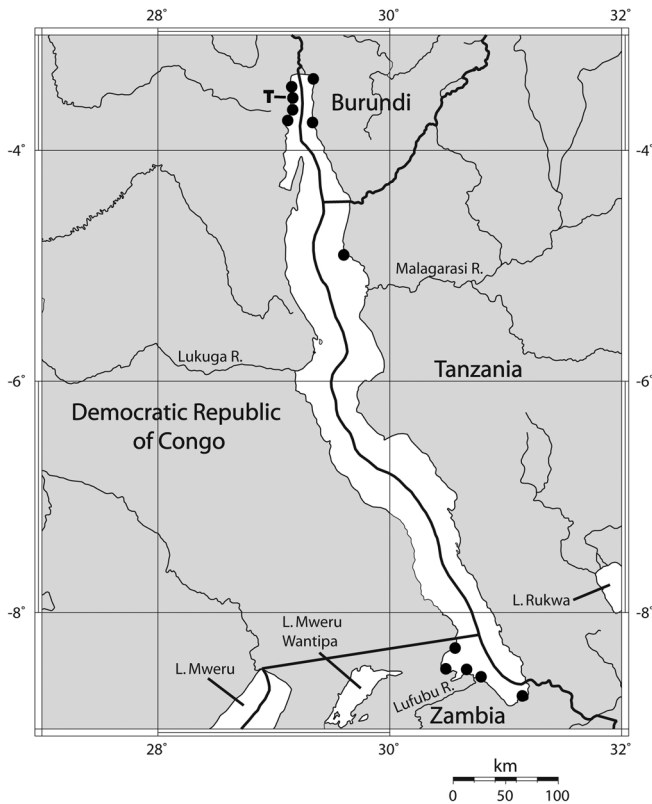 28°
30°
32°
T
Burundi
-4°
-4°
Malagarasi R.
Lukuga R.
Tanzania
-6°
-6°
Democratic Republic
of Congo
L. Rukwa
-8°
-8°
L. Mweru
Wantipa
L. Mweru
Lufubu R.
Zambia
28°
30°
32°
km
0
50
100